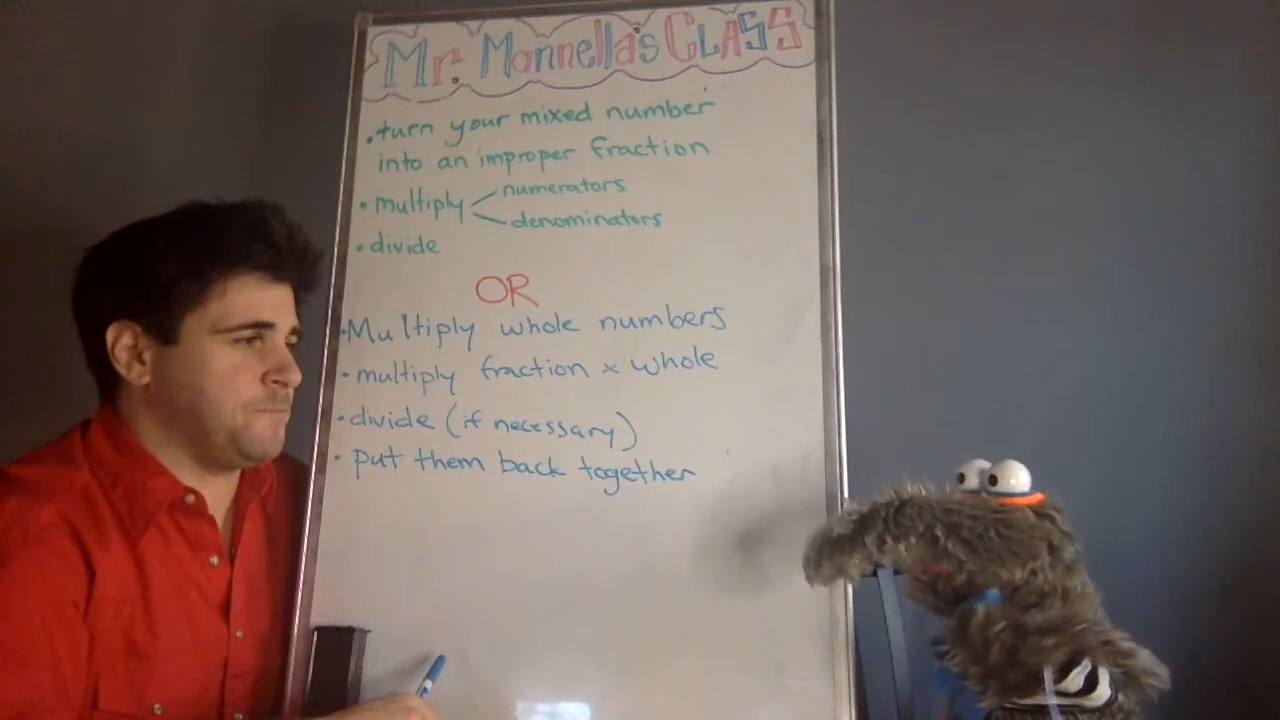 Mr. Mannella's CLASS
• turn your mixed number
into an improper fraction
• multiply numerators
denominators
• divide
OR
• Multiply whole numbers
• multiply fraction x whole
• divide (if necessary)
• put them back together